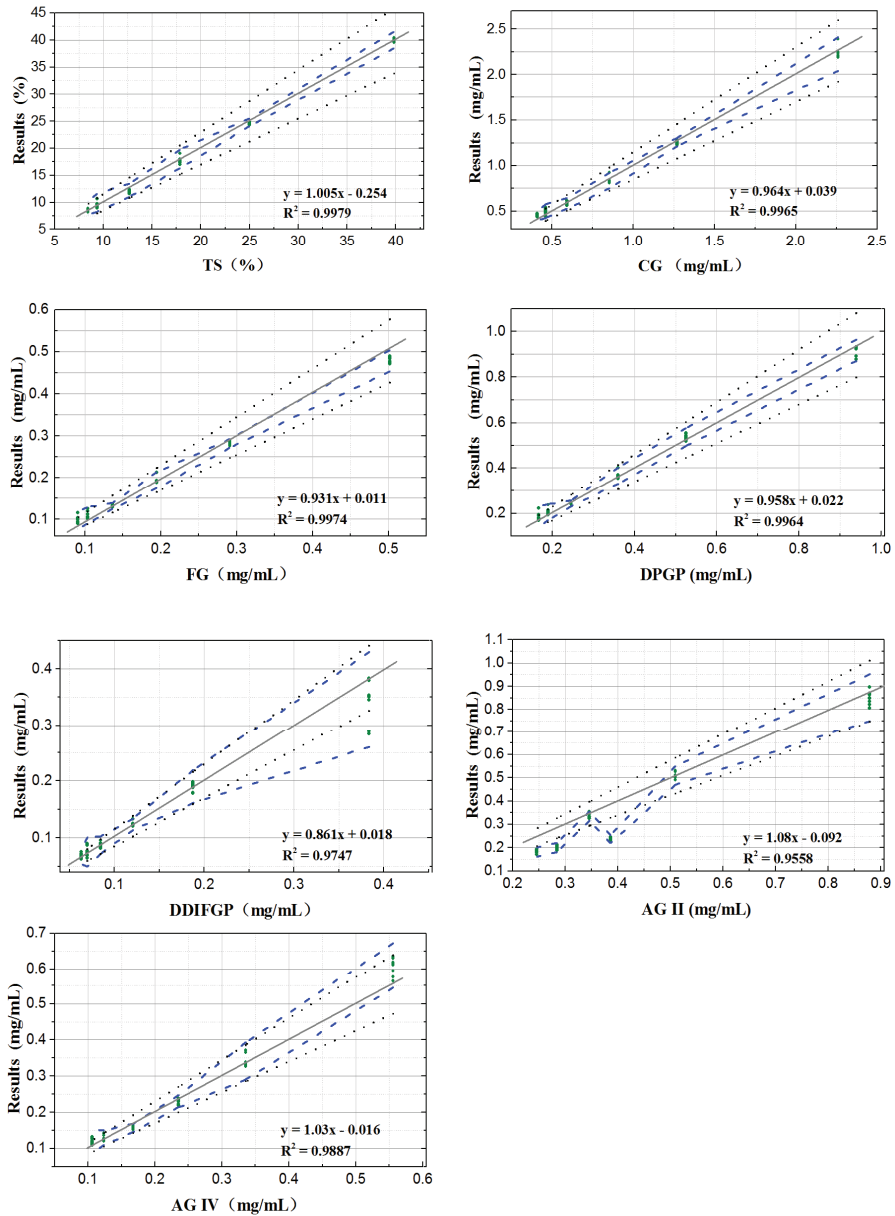 45
40
35
30
25
20
15
10
5
Results (%)
y = 1.005x - 0.254
R² = 0.9979
5 10 15 20 25 30 35 40
TS（%）
2.5
2.0
1.5
1.0
0.5
Results (mg/mL)
y = 0.964x + 0.039
R² = 0.9965
0.5 1.0 1.5 2.0 2.5
CG （mg/mL）
0.6
0.5
0.4
0.3
0.2
0.1
Results (mg/mL)
y = 0.931x + 0.011
R² = 0.9974
0.1 0.2 0.3 0.4 0.5
FG（mg/mL）
1.0
0.8
0.6
0.4
0.2
Results (mg/mL)
y = 0.958x + 0.022
R² = 0.9964
0.2 0.4 0.6 0.8 1.0
DPGP (mg/mL)
0.4
0.3
0.2
0.1
Results (mg/mL)
y = 0.861x + 0.018
R² = 0.9747
0.1 0.2 0.3 0.4
DDIFGP（mg/mL）
1.1
1.0
0.9
0.8
0.7
0.6
0.5
0.4
0.3
0.2
0.1
Results (mg/mL)
y = 1.08x - 0.092
R² = 0.9558
0.2 0.3 0.4 0.5 0.6 0.7 0.8 0.9
AG II (mg/mL)
0.7
0.6
0.5
0.4
0.3
0.2
0.1
Results (mg/mL)
y = 1.03x - 0.016
R² = 0.9887
0.1 0.2 0.3 0.4 0.5 0.6
AG IV（mg/mL）